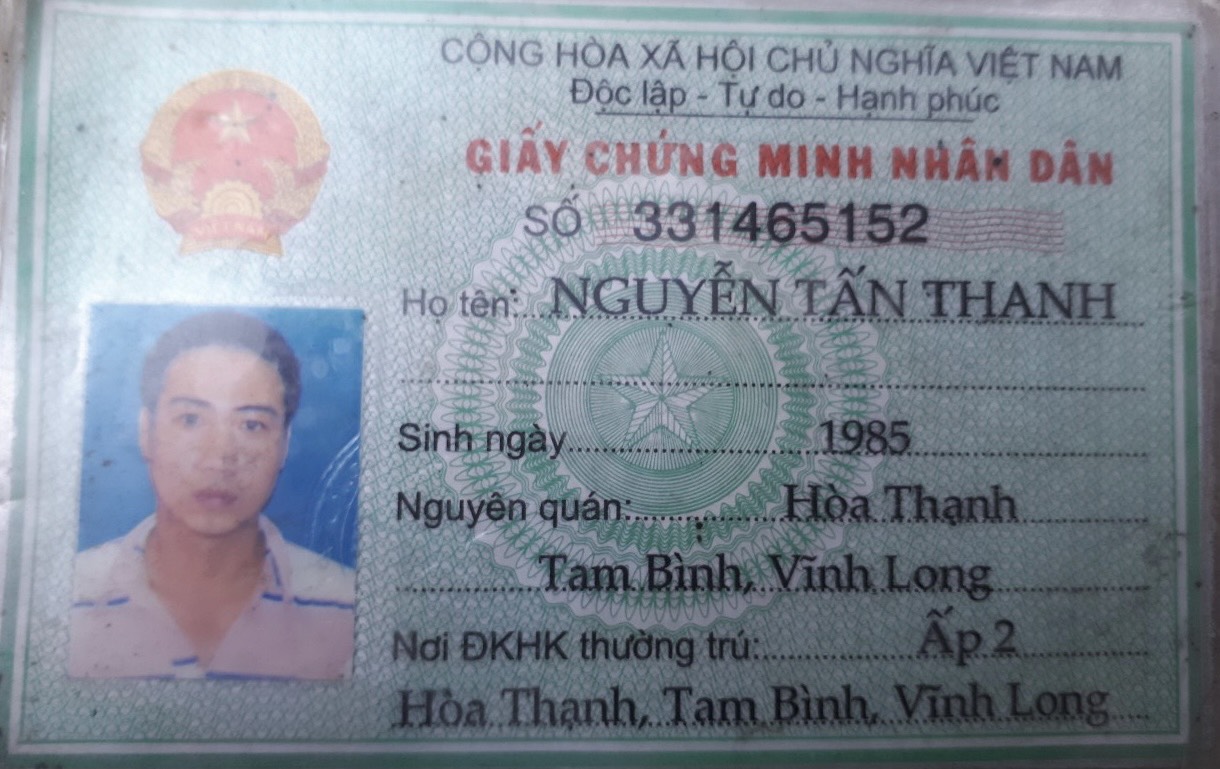 CỘNG HÒA XÃ HỘI CHỦ NGHĨA VIỆT NAM
Độc lập - Tự do - Hạnh phúc
GIẤY CHỨNG MINH NHÂN DÂN
SỐ 331465152
Họ tên: NGUYỄN TẤN THANH
Sinh ngày 1985
Nguyên quán: Hòa Thạnh
Tam Bình, Vĩnh Long
Nơi ĐKHK thường trú: Ấp 2
Hòa Thạnh, Tam Bình, Vĩnh Long